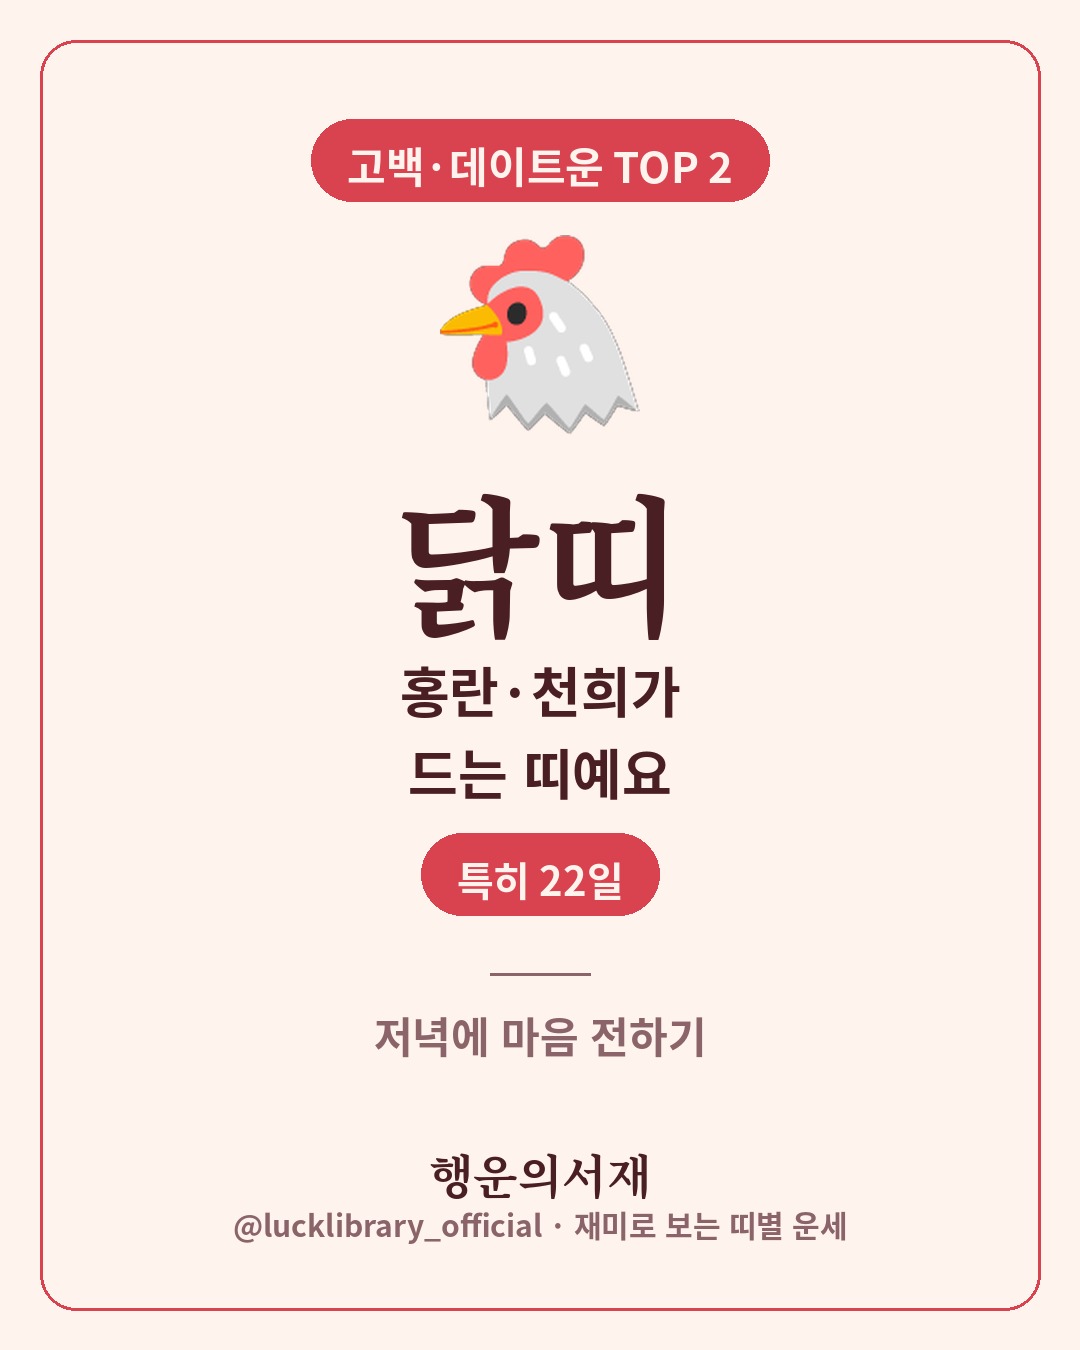 고백·데이트운 TOP 2
닭띠
홍란·천희가
드는 띠예요
특히 22일
저녁에 마음 전하기
행운의서재
@lucklibrary_official · 재미로 보는 띠별 운세